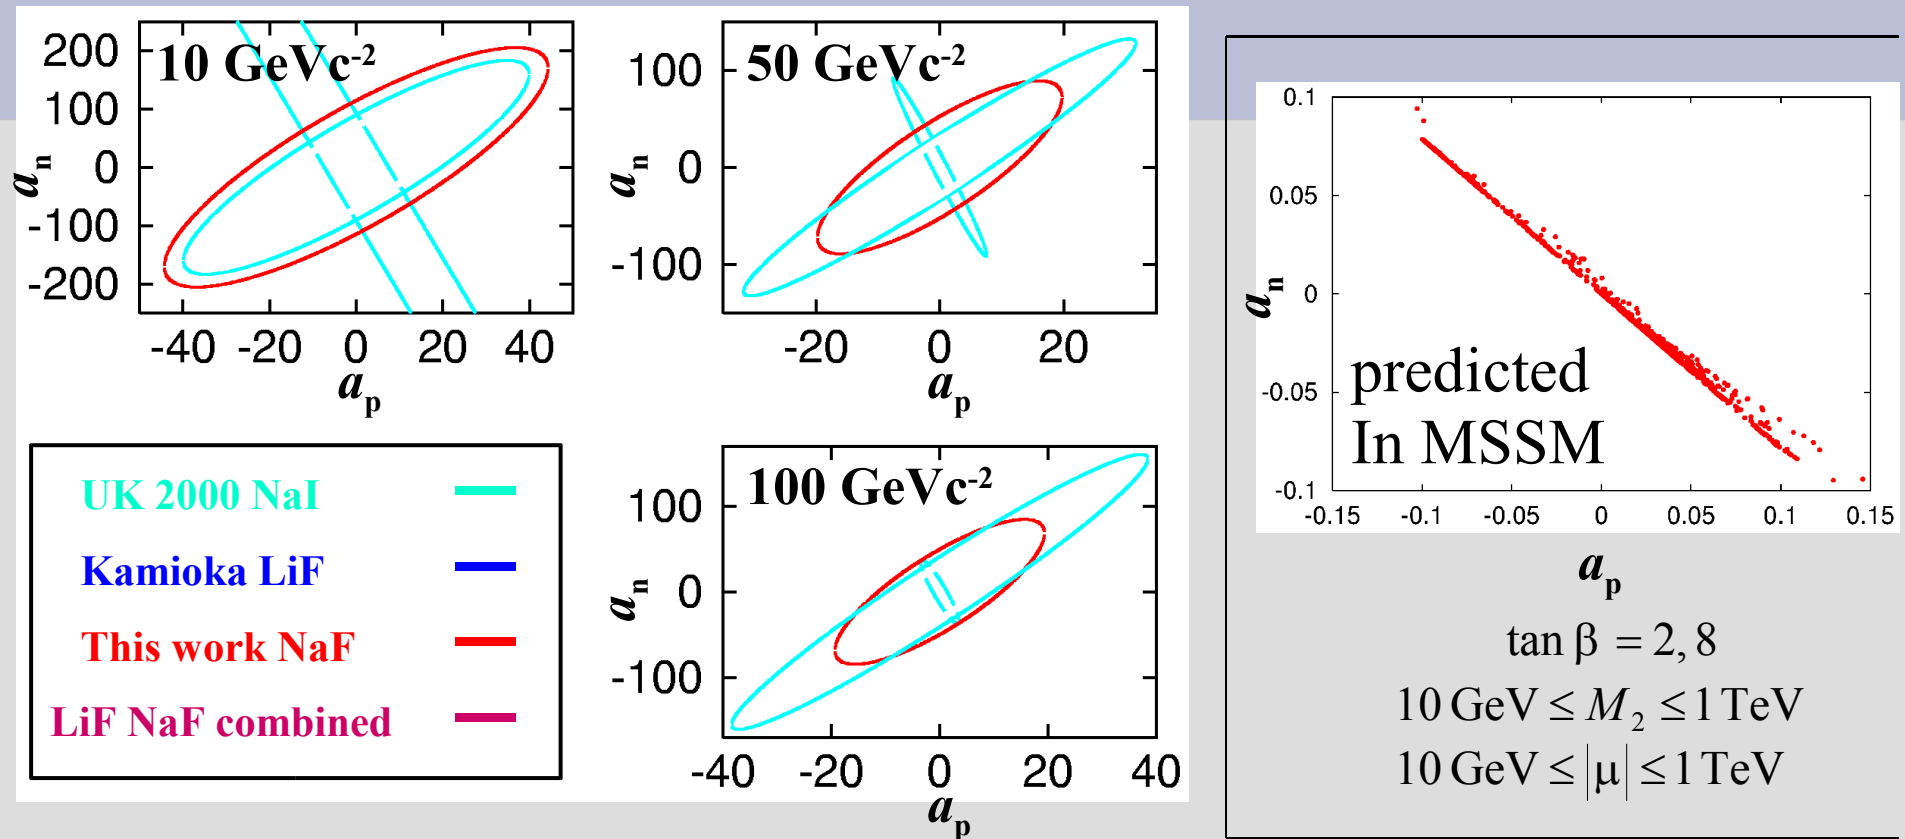 10 GeVc-2
200
100
0
-100
-200
an
-40 -20 0 20 40
ap
50 GeVc-2
100
0
-100
an
-20 0 20
ap
UK 2000 NaI
Kamioka LiF
This work NaF
LiF NaF combined
100 GeVc-2
100
0
-100
an
-40 -20 0 20 40
ap
0.1
0.05
0
-0.05
-0.1
an
predicted
In MSSM
-0.15 -0.1 -0.05 0 0.05 0.1 0.15
ap
tan β = 2, 8
10 GeV ≤ M2 ≤ 1 TeV
10 GeV ≤ |μ| ≤ 1 TeV